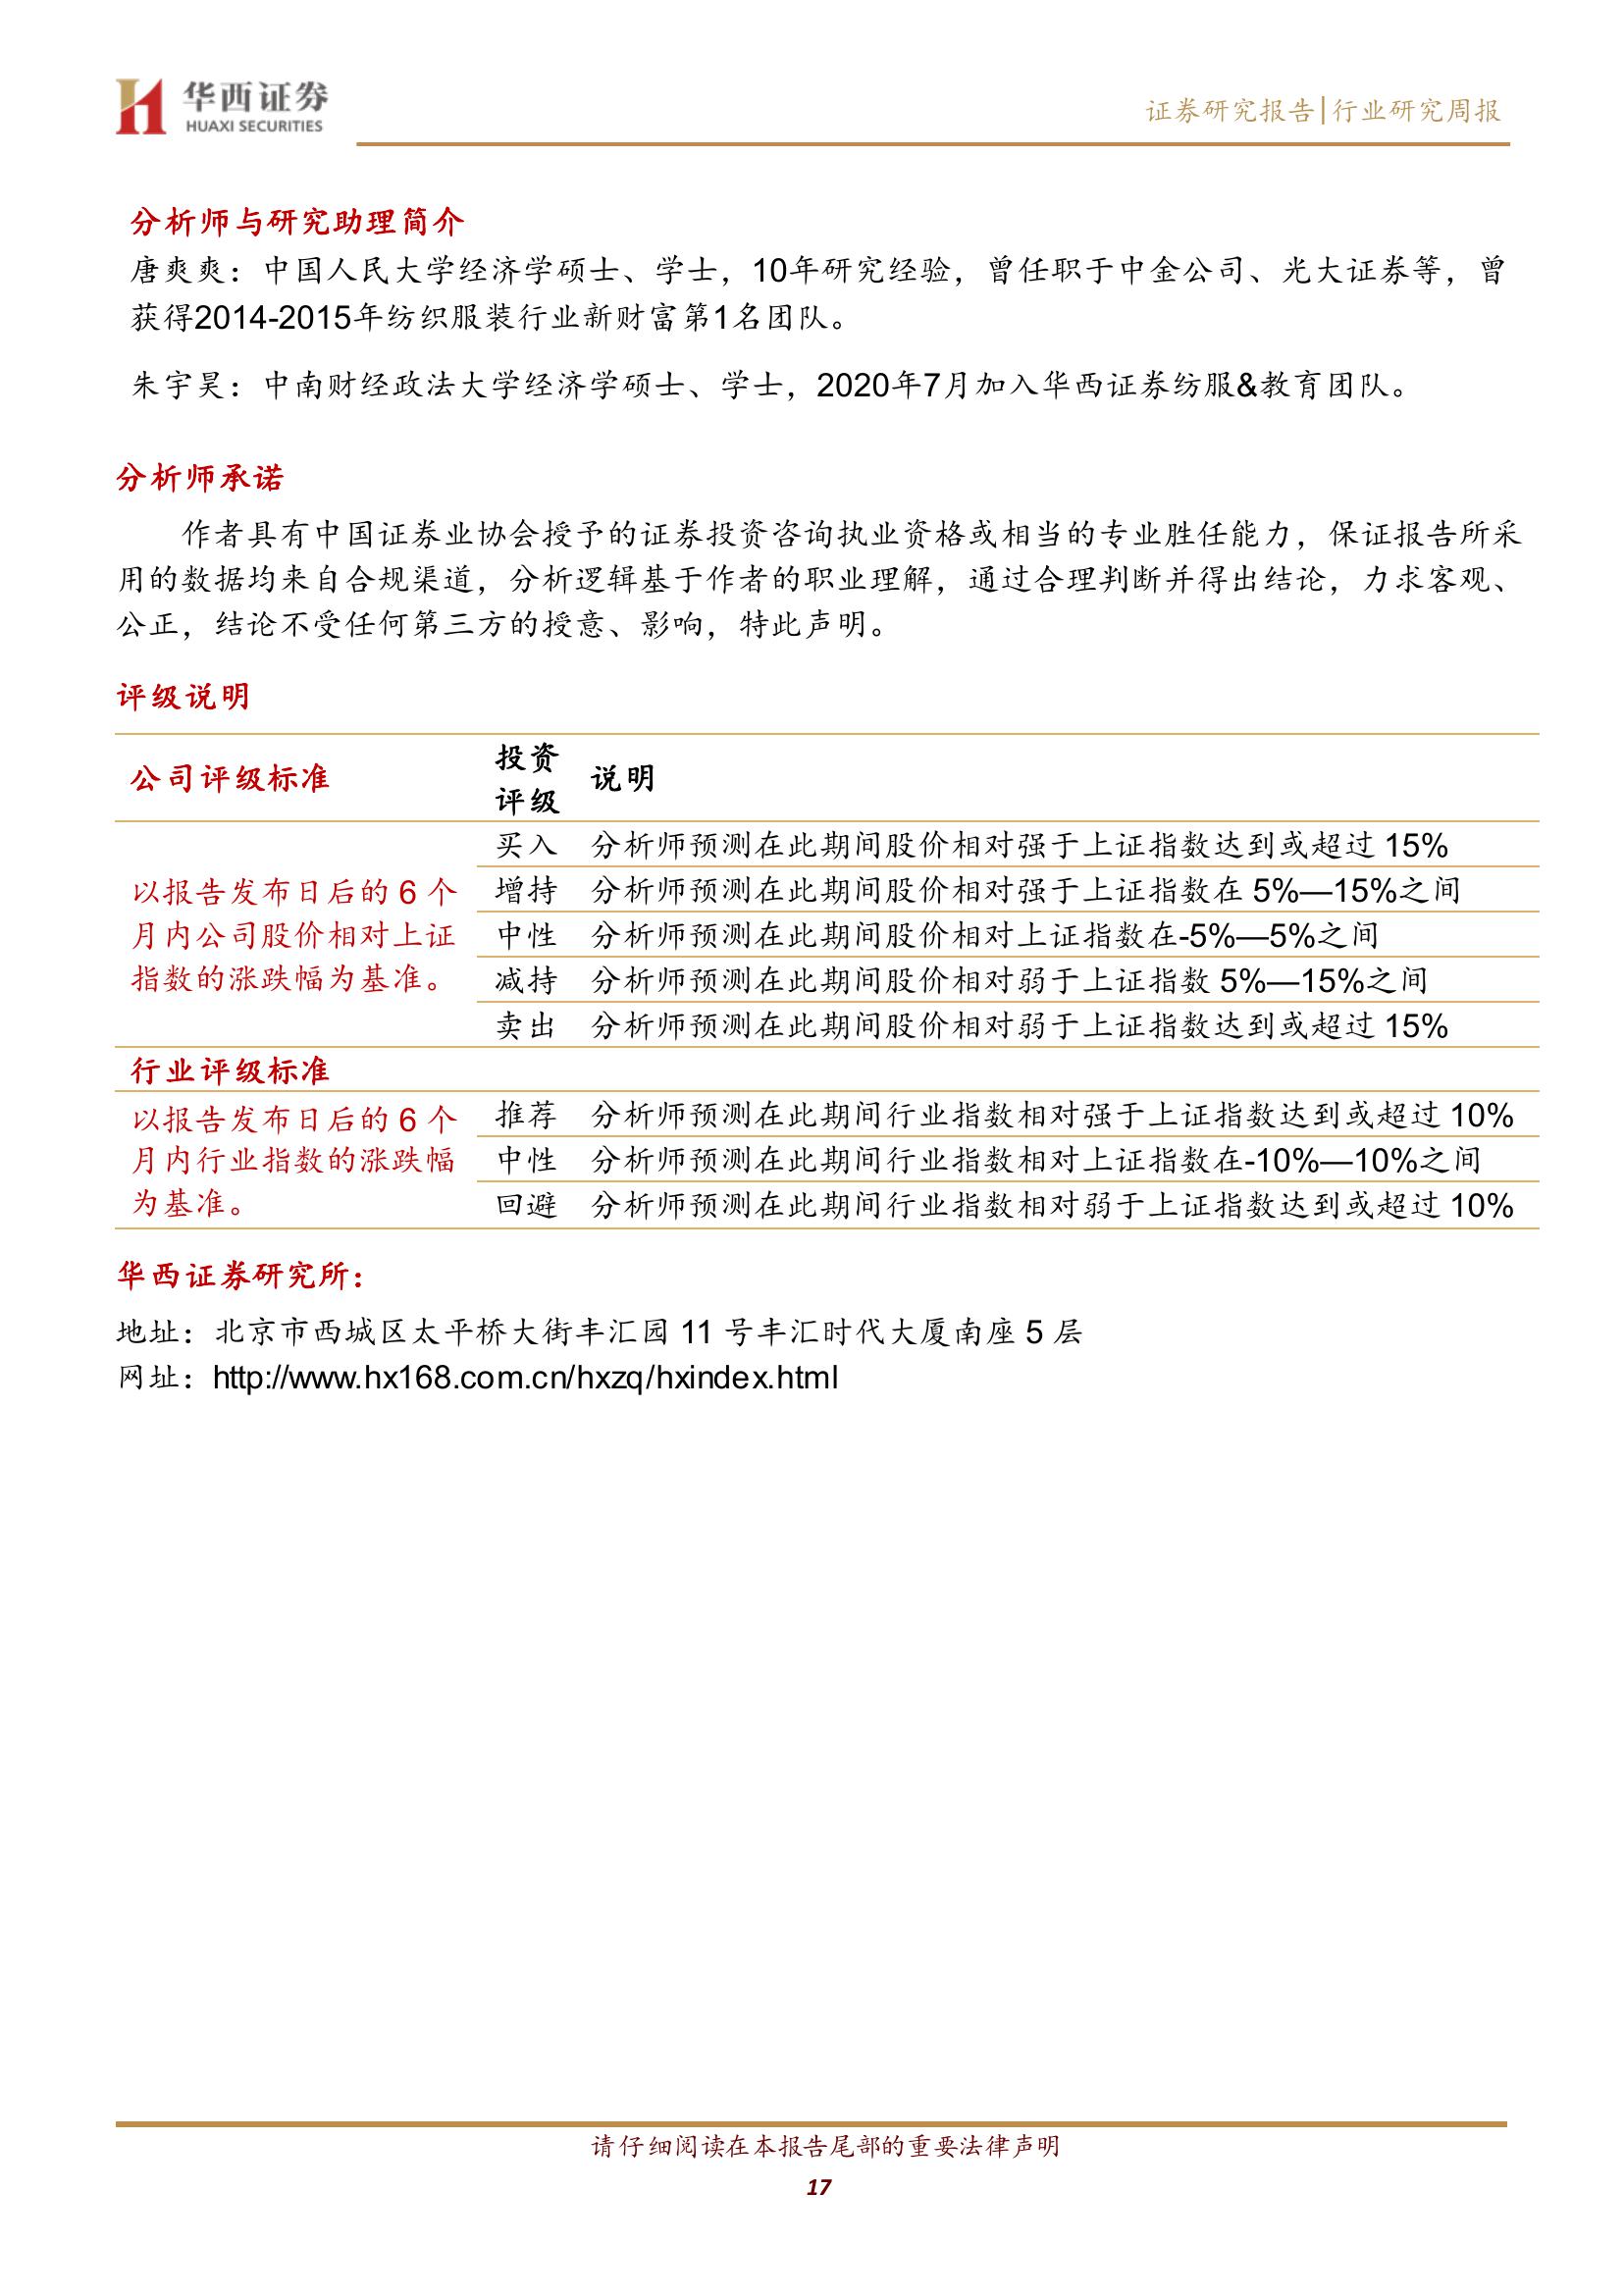 华西证券
HUAXI SECURITIES
证券研究报告|行业研究周报
分析师与研究助理简介
唐爽爽：中国人民大学经济学硕士、学士，10年研究经验，曾任职于中金公司、光大证券等，曾
获得2014-2015年纺织服装行业新财富第1名团队。
朱宇昊：中南财经政法大学经济学硕士、学士，2020年7月加入华西证券纺服&教育团队。
分析师承诺
作者具有中国证券业协会授予的证券投资咨询执业资格或相当的专业胜任能力，保证报告所采
用的数据均来自合规渠道，分析逻辑基于作者的职业理解，通过合理判断并得出结论，力求客观、
公正，结论不受任何第三方的授意、影响，特此声明。
评级说明
公司评级标准
投资
评级
说明
以报告发布日后的 6 个
月内公司股价相对上证
指数的涨跌幅为基准。
买入 分析师预测在此期间股价相对强于上证指数达到或超过 15%
增持 分析师预测在此期间股价相对强于上证指数在 5%—15%之间
中性 分析师预测在此期间股价相对上证指数在-5%—5%之间
减持 分析师预测在此期间股价相对弱于上证指数 5%—15%之间
卖出 分析师预测在此期间股价相对弱于上证指数达到或超过 15%
行业评级标准
以报告发布日后的 6 个
月内行业指数的涨跌幅
为基准。
推荐 分析师预测在此期间行业指数相对强于上证指数达到或超过 10%
中性 分析师预测在此期间行业指数相对上证指数在-10%—10%之间
回避 分析师预测在此期间行业指数相对弱于上证指数达到或超过 10%
华西证券研究所：
地址：北京市西城区太平桥大街丰汇园 11 号丰汇时代大厦南座 5 层
网址：http://www.hx168.com.cn/hxzq/hxindex.html
请仔细阅读在本报告尾部的重要法律声明
17